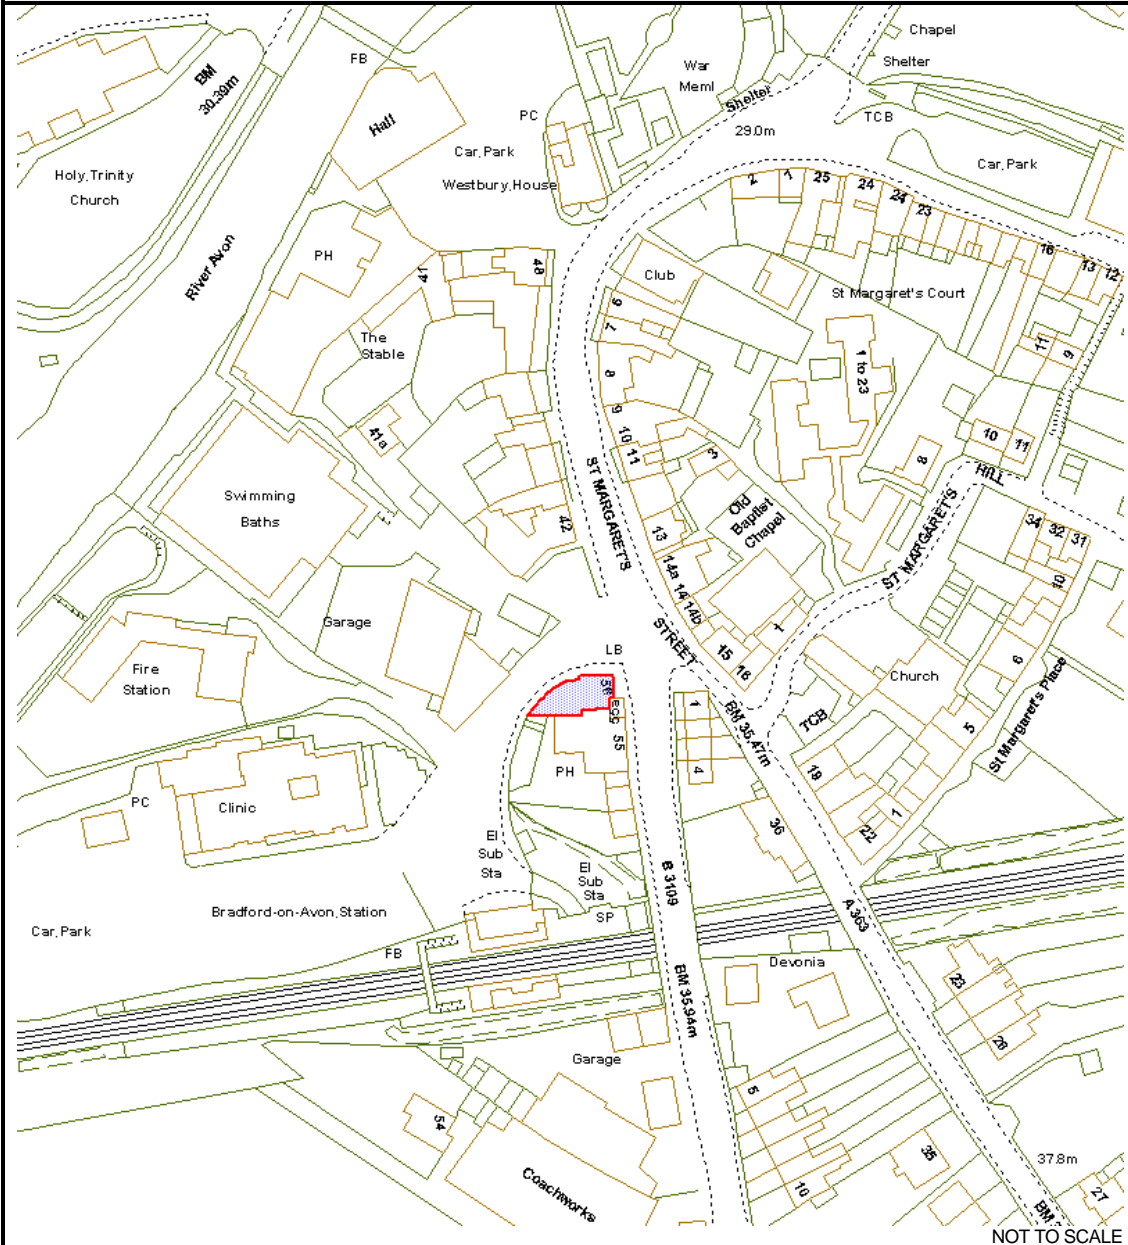 Chapel
FB
Shelter
War
Meml
BM
30.39m
Shelter
PC
TCB
Hall
29.0m
Car, Park
Car, Park
Holy, Trinity
Church
Westbury, House
2
1
25
24
24
23
16
13
12
River Avon
PH
41
48
Club
St Margaret's Court
6
7
The
Stable
11
9
1 to 23
8
9
10
11
41a
3
10
11
8
HILL
ST MARGARET'S
Swimming
Baths
Old
Baptist
Chapel
42
ST MARGARET'S
34
32
31
13
14a
14
14b
10
Garage
STREET
1
LB
15
16
6
Fire
Station
Church
56
55
1
BM 35.47m
TCB
5
St Margaret's Place
PH
4
19
PC
Clinic
1
22
36
El
Sub
Sta
El
Sub
Sta
B 3109
A 363
SP
Bradford-on-Avon, Station
Car, Park
FB
Devonia
23
BM 35.94m
28
Garage
5
54
35
37.8m
Coachworks
10
27
NOT TO SCALE